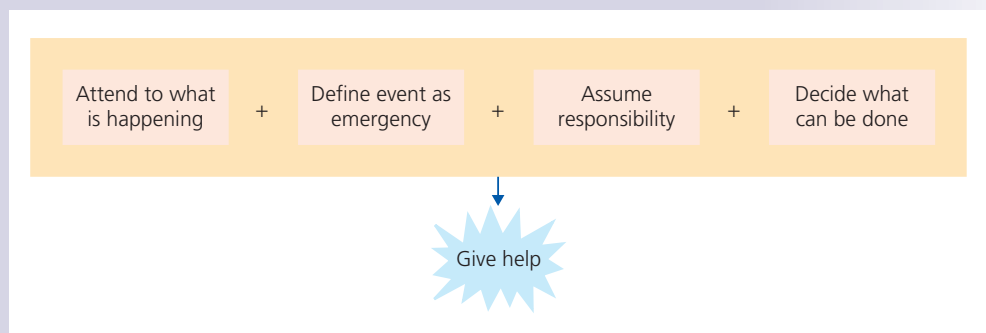 Attend to what
is happening
+
Define event as
emergency
+
Assume
responsibility
+
Decide what
can be done
Give help